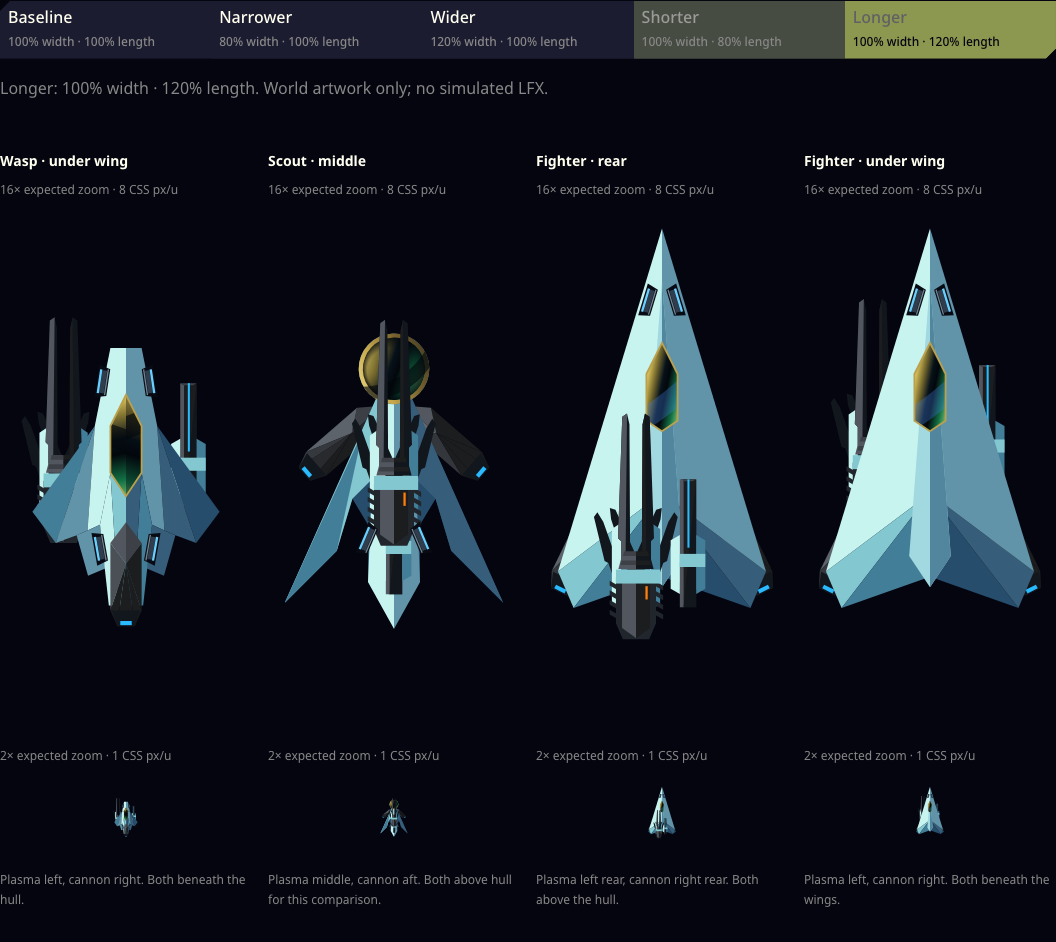 Baseline
100% width · 100% length
Narrower
80% width · 100% length
Wider
120% width · 100% length
Shorter
100% width · 80% length
Longer
100% width · 120% length
Longer: 100% width · 120% length. World artwork only; no simulated LFX.
Wasp · under wing
16× expected zoom · 8 CSS px/u
Scout · middle
16× expected zoom · 8 CSS px/u
Fighter · rear
16× expected zoom · 8 CSS px/u
Fighter · under wing
16× expected zoom · 8 CSS px/u
2× expected zoom · 1 CSS px/u
2× expected zoom · 1 CSS px/u
2× expected zoom · 1 CSS px/u
2× expected zoom · 1 CSS px/u
Plasma left, cannon right. Both beneath the
hull.
Plasma middle, cannon aft. Both above hull
for this comparison.
Plasma left rear, cannon right rear. Both
above the hull.
Plasma left, cannon right. Both beneath the
wings.